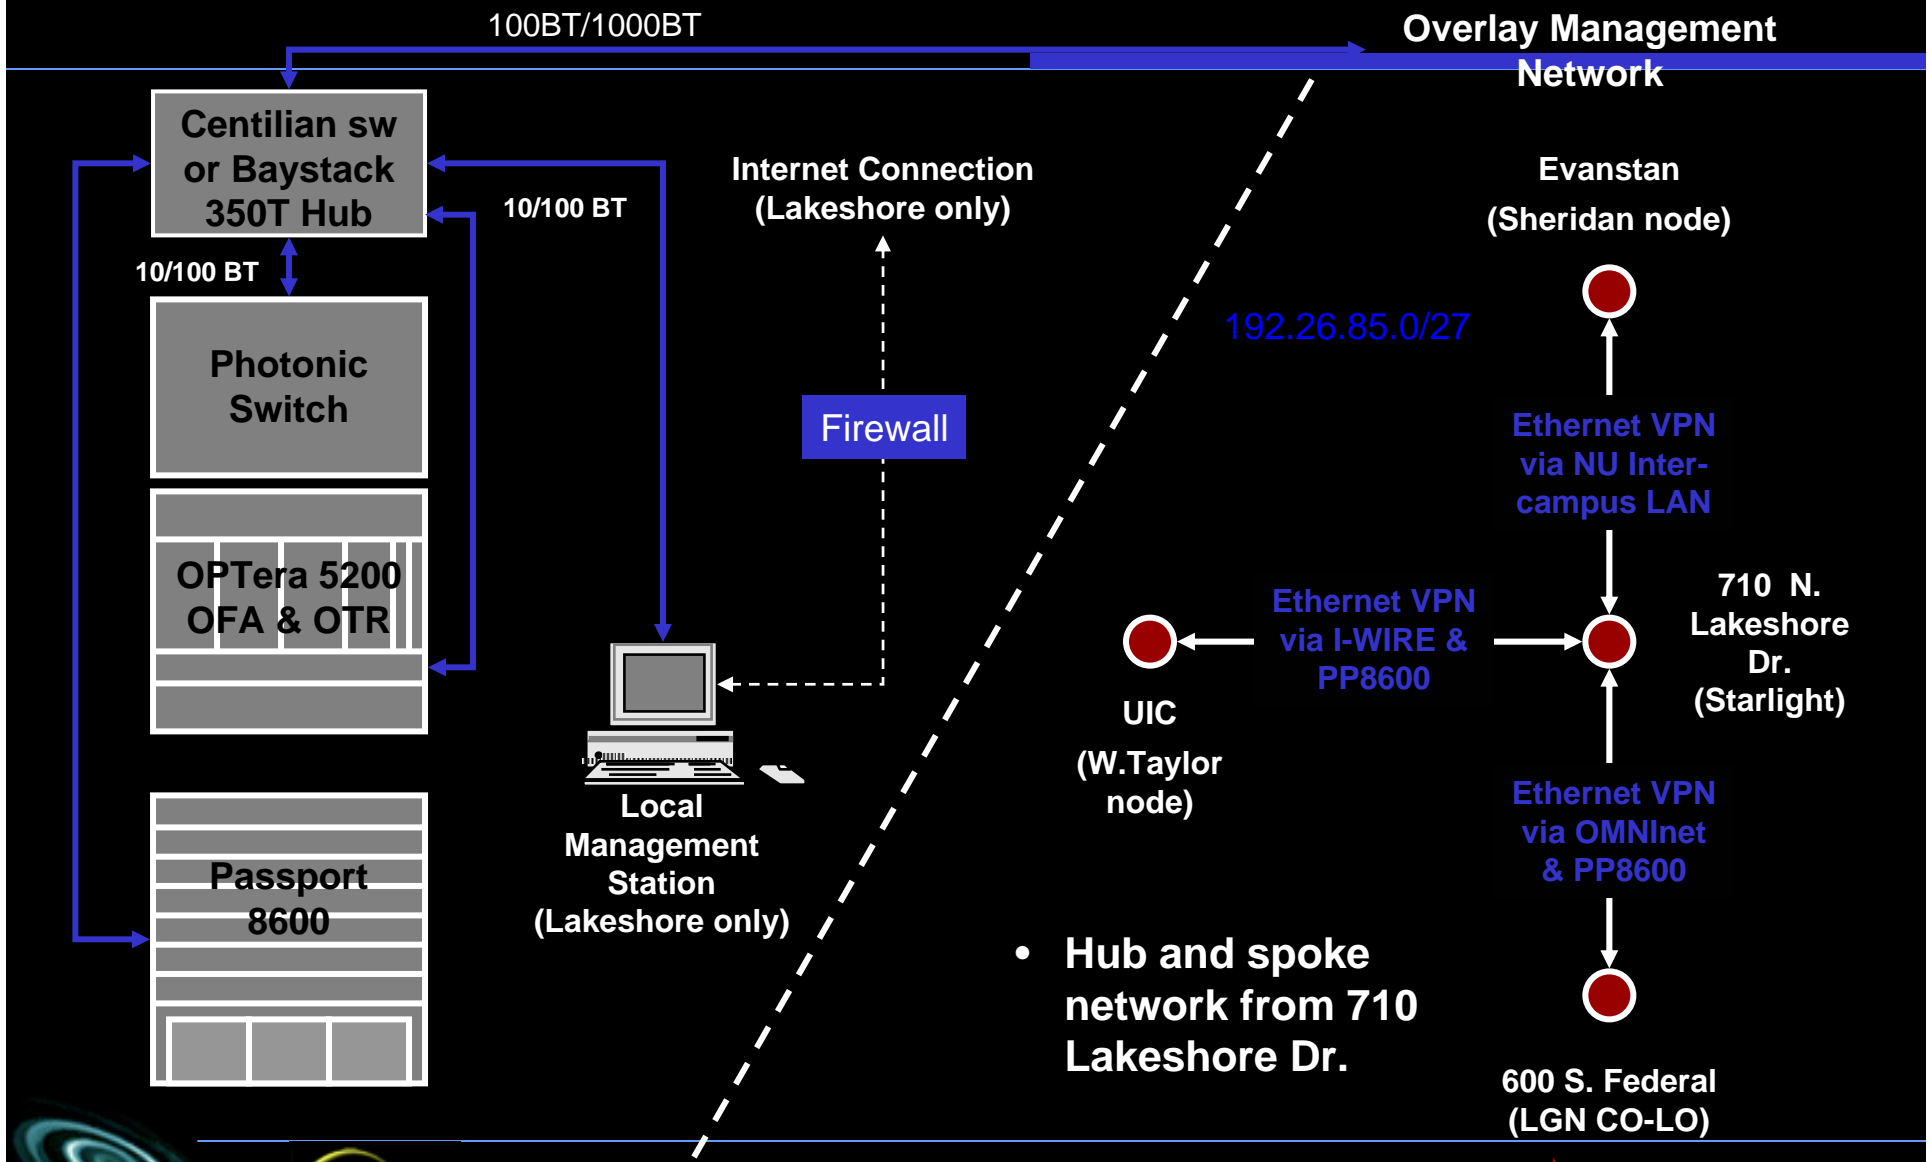 100BT/1000BT
Overlay Management
Network
Centilian sw
or Baystack
350T Hub
10/100 BT
10/100 BT
Photonic
Switch
OPTera 5200
OFA & OTR
Passport
8600
Internet Connection
(Lakeshore only)
Firewall
Local
Management
Station
(Lakeshore only)
192.26.85.0/27
Evanstan
(Sheridan node)
Ethernet VPN
via NU Inter-
campus LAN
Ethernet VPN
via I-WIRE &
PP8600
UIC
(W.Taylor
node)
710 N.
Lakeshore
Dr.
(Starlight)
Ethernet VPN
via OMNInet
& PP8600
• Hub and spoke
network from 710
Lakeshore Dr.
600 S. Federal
(LGN CO-LO)